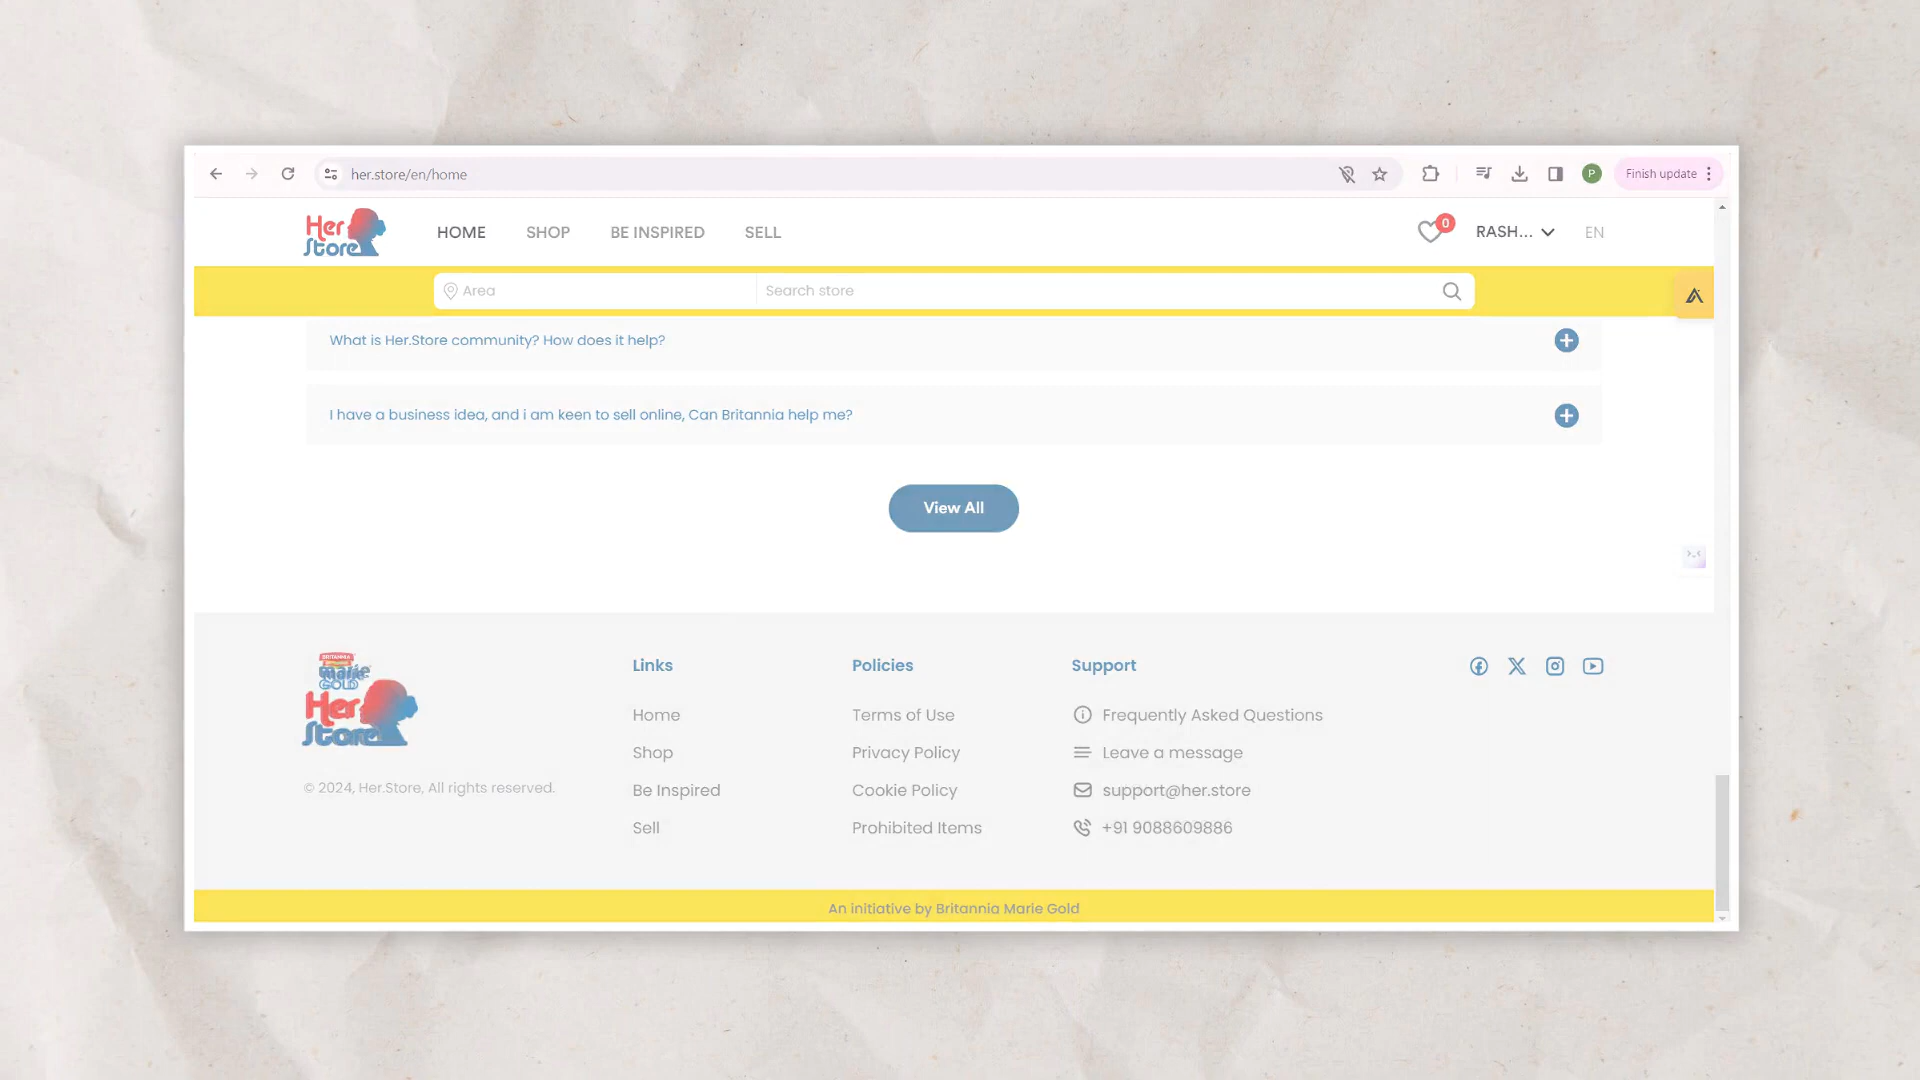 her.store/en/home
P
Finish update
Her
Store
HOME
SHOP
BE INSPIRED
SELL
0
RASH...
EN
Area
Search store
What is Her.Store community? How does it help?
I have a business idea, and i am keen to sell online, Can Britannia help me?
View All
BRITANNIA
marie
GOLD
Her
Store
© 2024, Her.Store, All rights reserved.
Links
Home
Shop
Be Inspired
Sell
Policies
Terms of Use
Privacy Policy
Cookie Policy
Prohibited Items
Support
Frequently Asked Questions
Leave a message
support@her.store
+91 9088609886
An initiative by Britannia Marie Gold